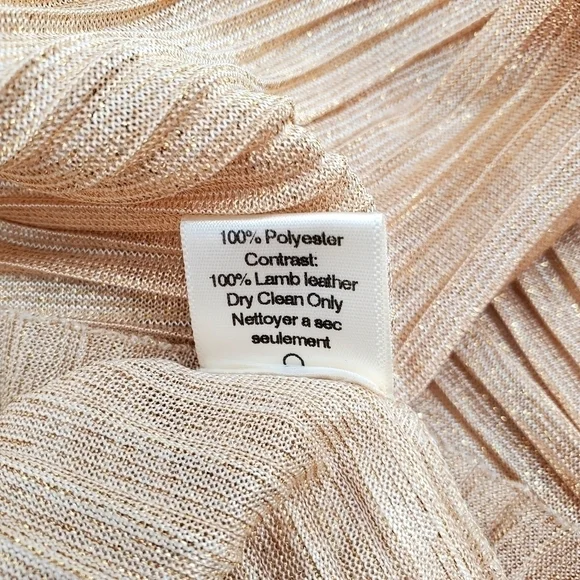 100% Polyester
Contrast:
100% Lamb leather
Dry Clean Only
Nettoyer a sec
seulement